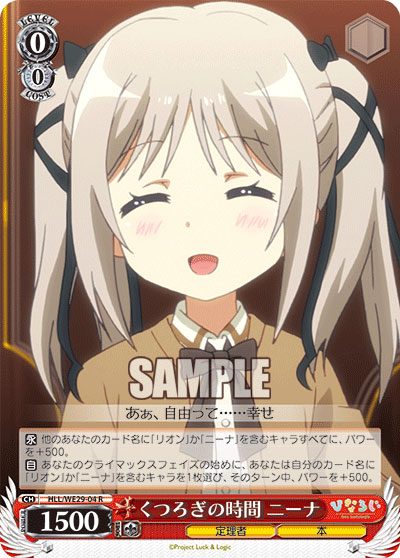 LEVEL
0
0
COST
SAMPLE
あぁ、自由って……幸せ
永 他のあなたのカード名に「リオン」か「ニーナ」を含むキャラすべてに、パワー
を+500。
自 あなたのクライマックスフェイズの始めに、あなたは自分のカード名に「リオ
ン」か「ニーナ」を含むキャラを1枚選び、そのターン中、パワーを+500。
CH HLL/WE29-04 R
1500
くつろぎの時間 ニーナ
ひなろじ
定理者
本
©Project Luck & Logic